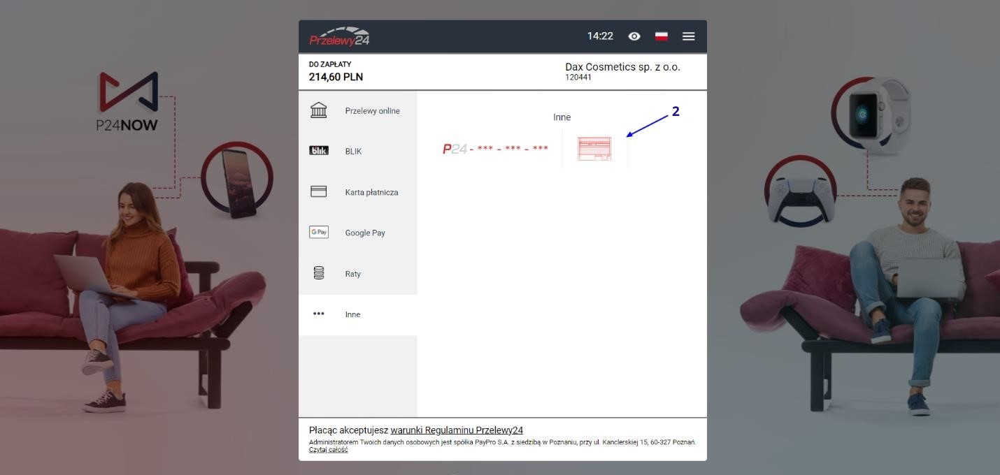 Przelewy24
14:22
DO ZAPŁATY
214,60 PLN
Dax Cosmetics sp. z o.o.
120441
P24NOW
Przelewy online
blik
BLIK
Karta płatnicza
G Pay
Google Pay
Raty
Inne
Inne
2
P24 - *** - *** - ***
Płacąc akceptujesz warunki Regulaminu Przelewy24
Administratorem Twoich danych osobowych jest spółka PayPro S.A. z siedzibą w Poznaniu, przy ul. Kanclerskiej 15, 60-327 Poznań.
Czytaj całość